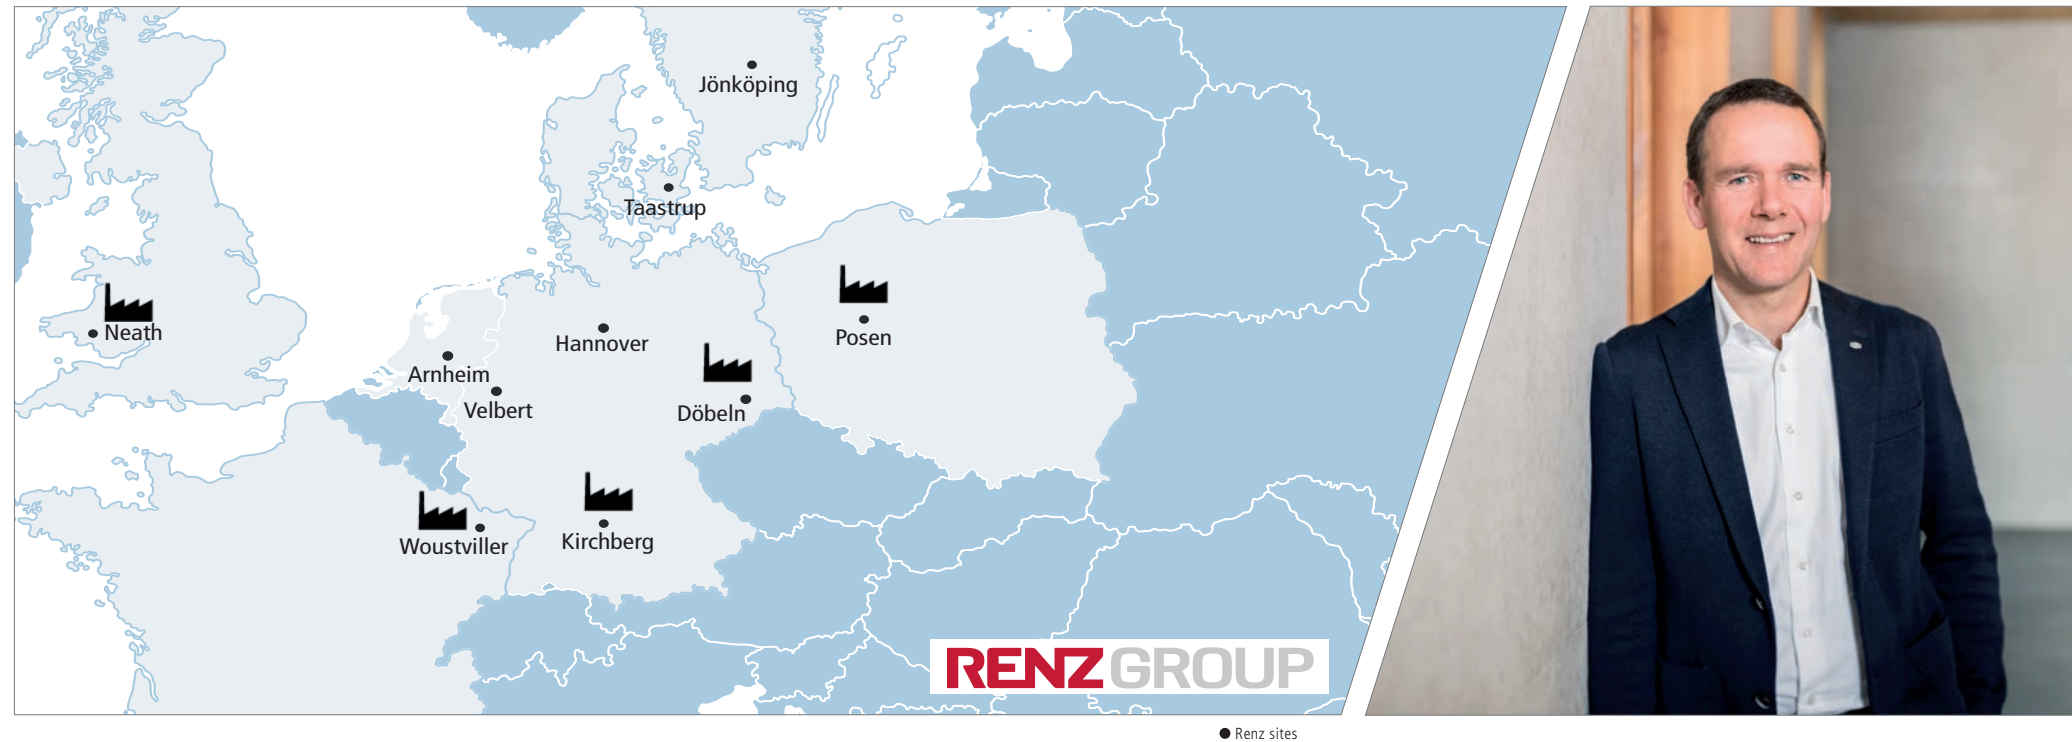 Jönköping
Taastrup
Neath
Hannover
Posen
Arnheim
Velbert
Döbeln
Woustviller
Kirchberg
RENZGROUP
Renz sites